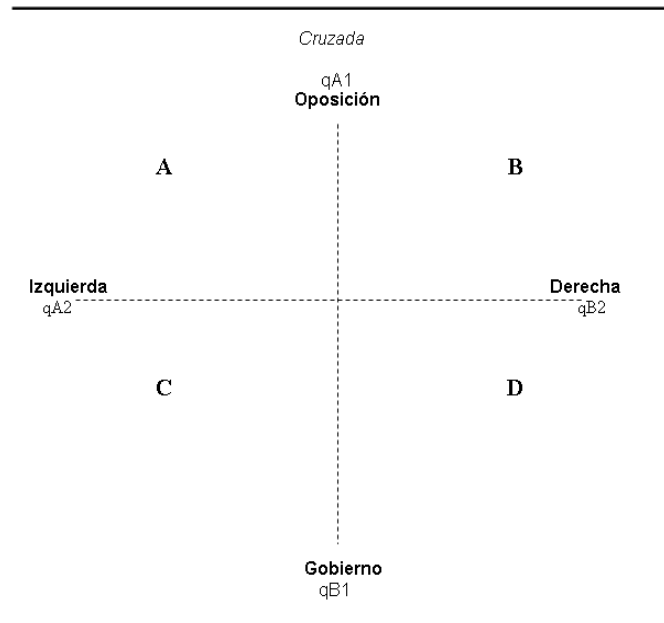 Cruzada
qA1
Oposición
A
B
Izquierda
Derecha
qA2
qB2
C
D
Gobierno
qB1